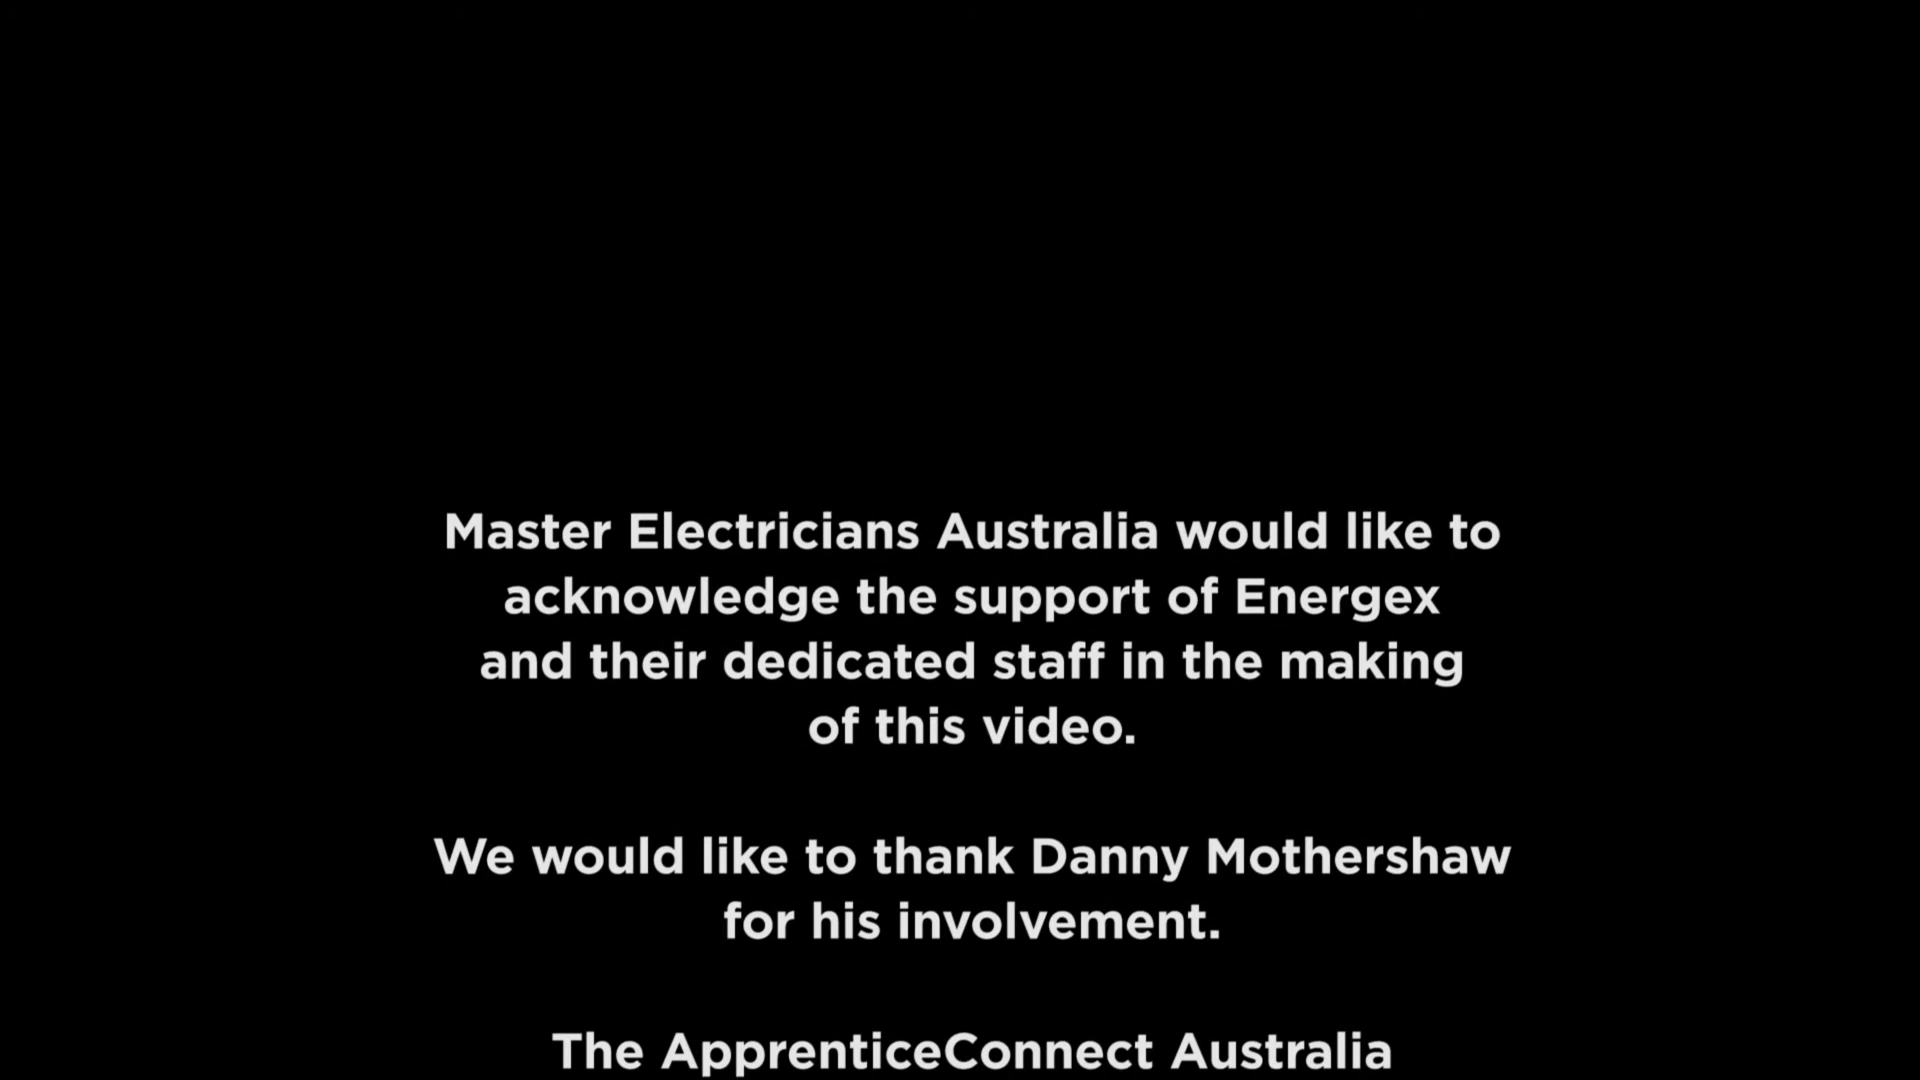 Master Electricians Australia would like to
acknowledge the support of Energex
and their dedicated staff in the making
of this video.
We would like to thank Danny Mothershaw
for his involvement.
The ApprenticeConnect Australia